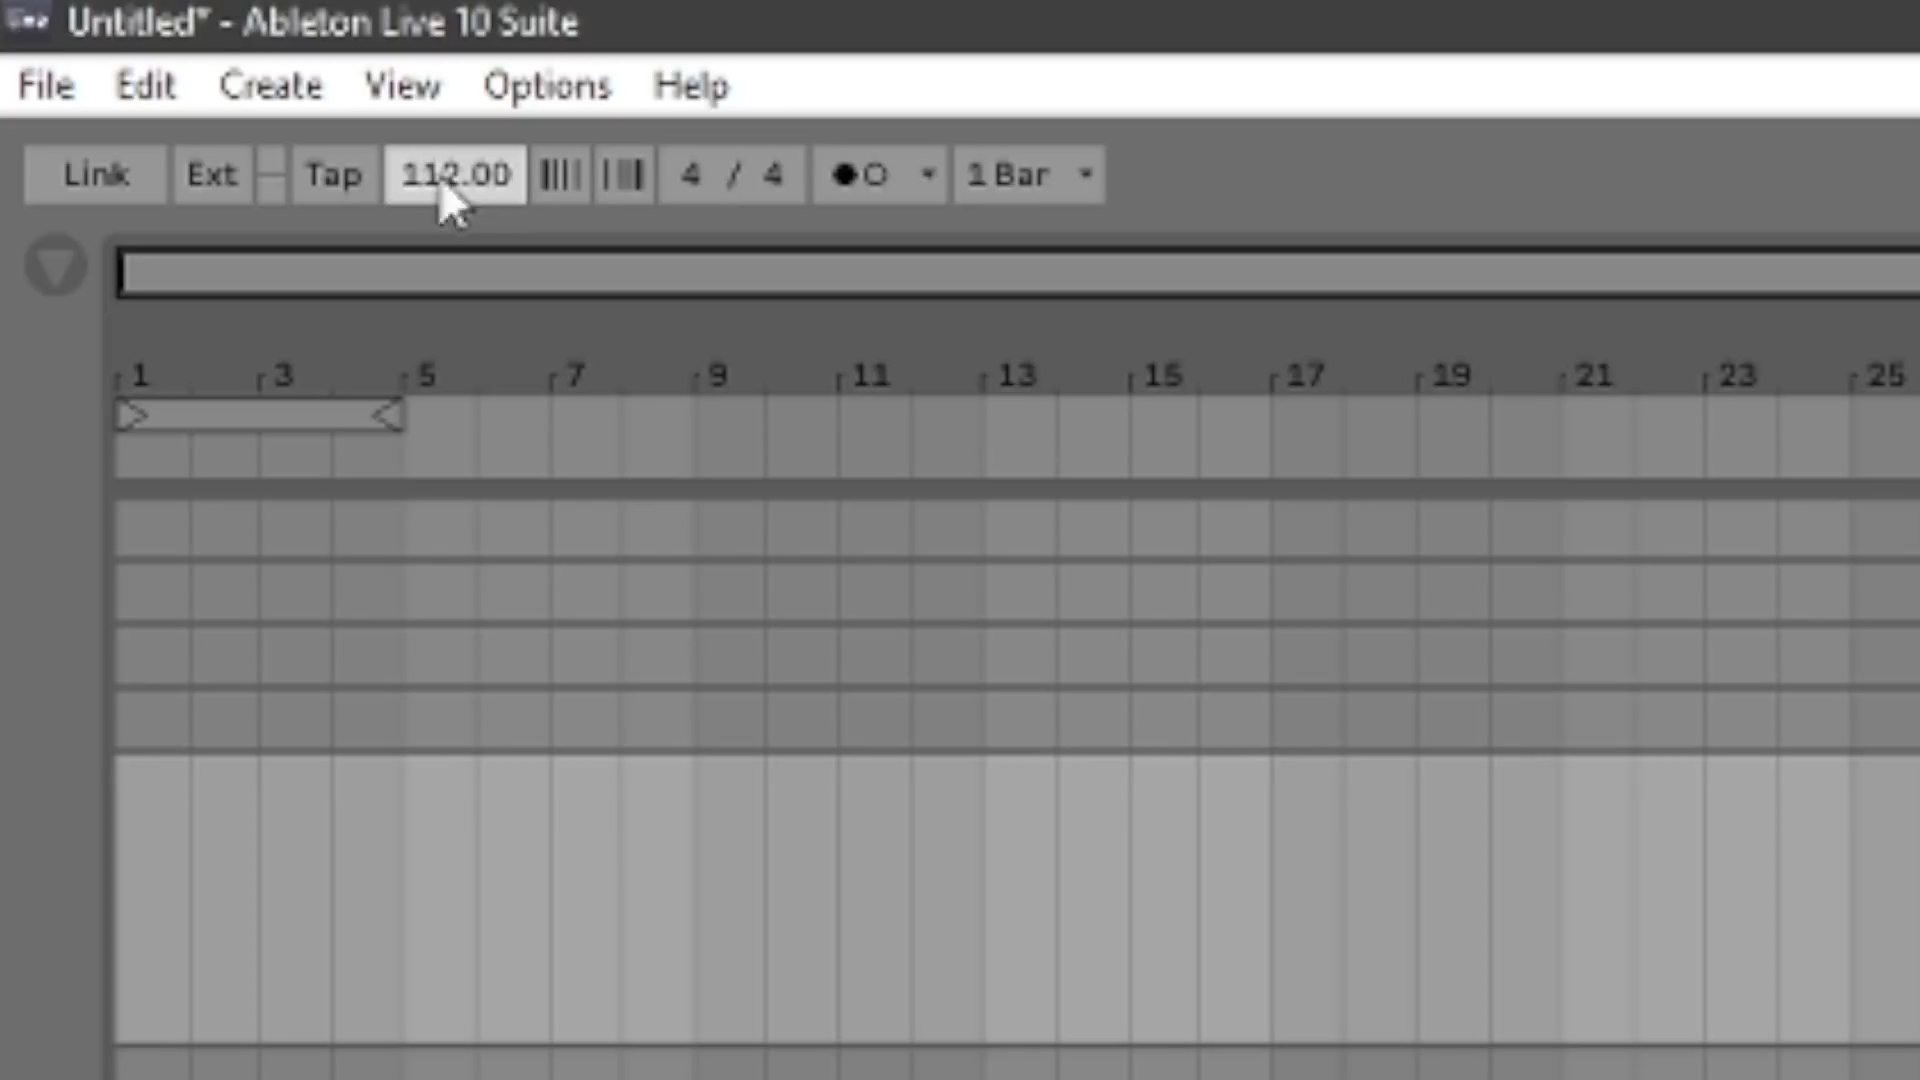 Untitled* - Ableton Live 10 Suite
File Edit Create View Options Help
Link Ext Tap 112.00 4 / 4 1 Bar
1 3 5 7 9 11 13 15 17 19 21 23 25